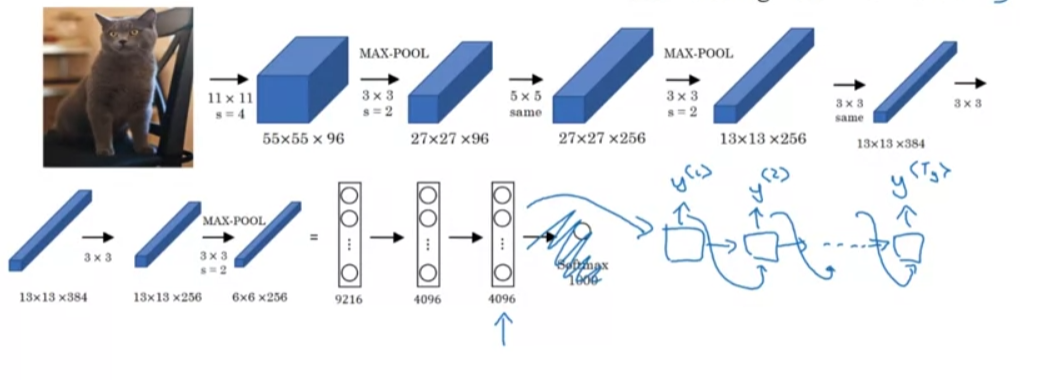 MAX-POOL MAX-POOL
11 × 11 3 × 3 5 × 5 3 × 3 3 × 3 3 × 3
s = 4 s = 2 same s = 2 same
55×55 × 96 27×27 ×96 27×27 ×256 13×13 ×256 13×13 ×384
y<1> y<2> y<Ty>
MAX-POOL
3 × 3 3 × 3 = ⋮ ⋮ ⋮
s = 2 Softmax
1000
13×13 ×384 13×13 ×256 6×6 ×256 9216 4096 4096